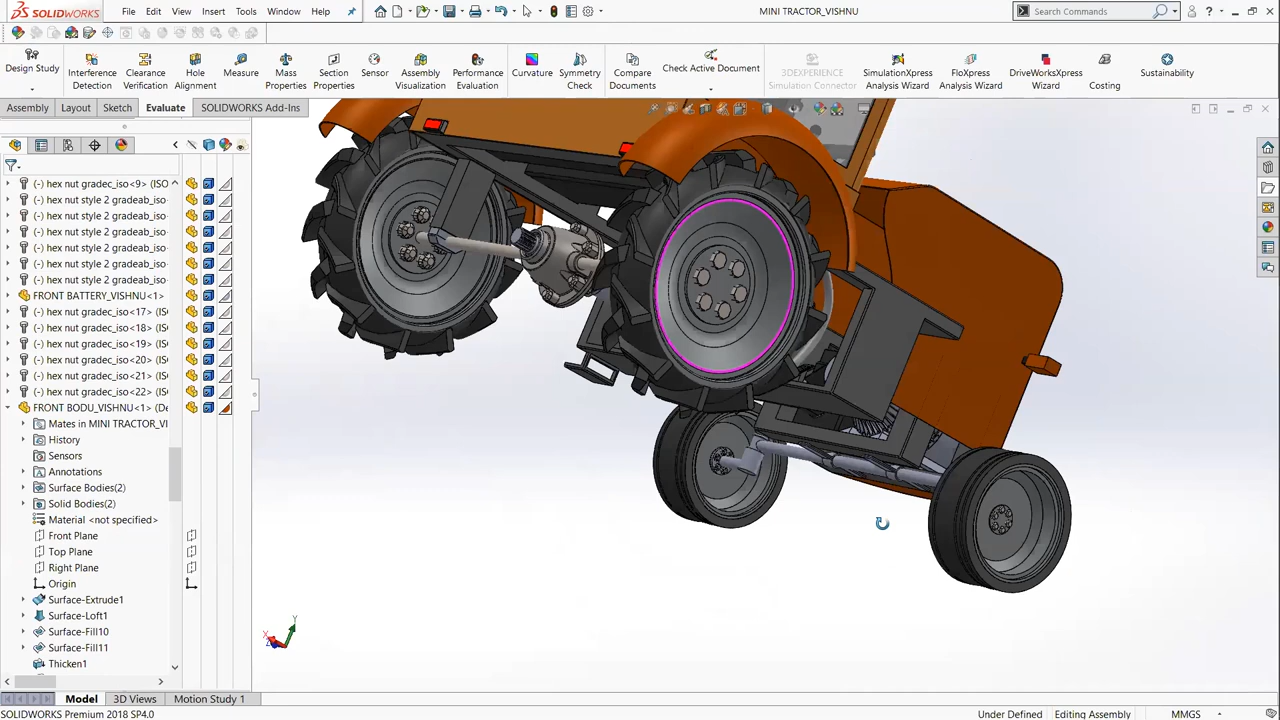 SOLIDWORKS File Edit View Insert Tools Window MINI TRACTOR_VISHNU Search Commands ?
Design Study
Interference Detection
Clearance Verification
Hole Alignment
Measure
Mass Properties
Section Properties
Sensor
Assembly Visualization
Performance Evaluation
Curvature
Symmetry Check
Compare Documents
Check Active Document
3DEXPERIENCE Simulation Connector
SimulationXpress Analysis Wizard
FloXpress Analysis Wizard
DriveWorksXpress Wizard
Costing
Sustainability
Assembly Layout Sketch Evaluate SOLIDWORKS Add-Ins
(-) hex nut gradec_iso<9> (ISO
(-) hex nut style 2 gradeab_iso
(-) hex nut style 2 gradeab_iso
(-) hex nut style 2 gradeab_iso
(-) hex nut style 2 gradeab_iso
(-) hex nut style 2 gradeab_iso
(-) hex nut style 2 gradeab_iso
FRONT BATTERY_VISHNU<1>
(-) hex nut gradec_iso<17> (IS
(-) hex nut gradec_iso<18> (IS
(-) hex nut gradec_iso<19> (IS
(-) hex nut gradec_iso<20> (IS
(-) hex nut gradec_iso<21> (IS
(-) hex nut gradec_iso<22> (IS
FRONT BODU_VISHNU<1> (De
Mates in MINI TRACTOR_VI
History
Sensors
Annotations
Surface Bodies(2)
Solid Bodies(2)
Material <not specified>
Front Plane
Top Plane
Right Plane
Origin
Surface-Extrude1
Surface-Loft1
Surface-Fill10
Surface-Fill11
Thicken1
Y
X
Z
Model 3D Views Motion Study 1
SOLIDWORKS Premium 2018 SP4.0 Under Defined Editing Assembly MMGS